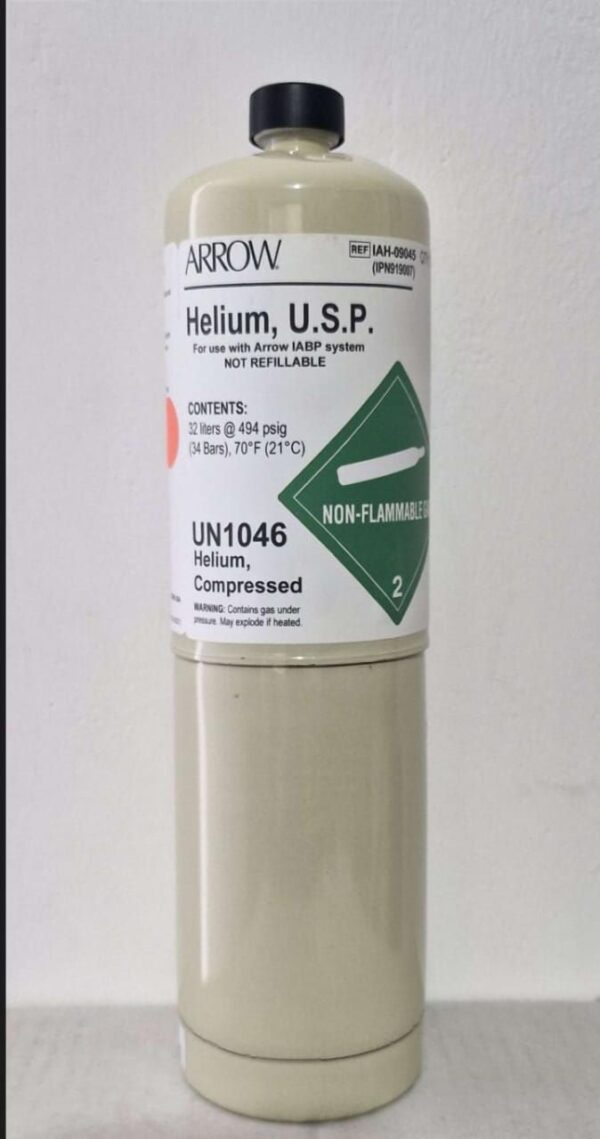 ARROW®
REF IAH-09045
(IPN919007)
Helium, U.S.P.
For use with Arrow IABP system
NOT REFILLABLE
CONTENTS:
32 liters @ 494 psig
(34 Bars), 70°F (21°C)
NON-FLAMMABLE
UN1046
Helium,
Compressed
2
WARNING: Contains gas under
pressure. May explode if heated.